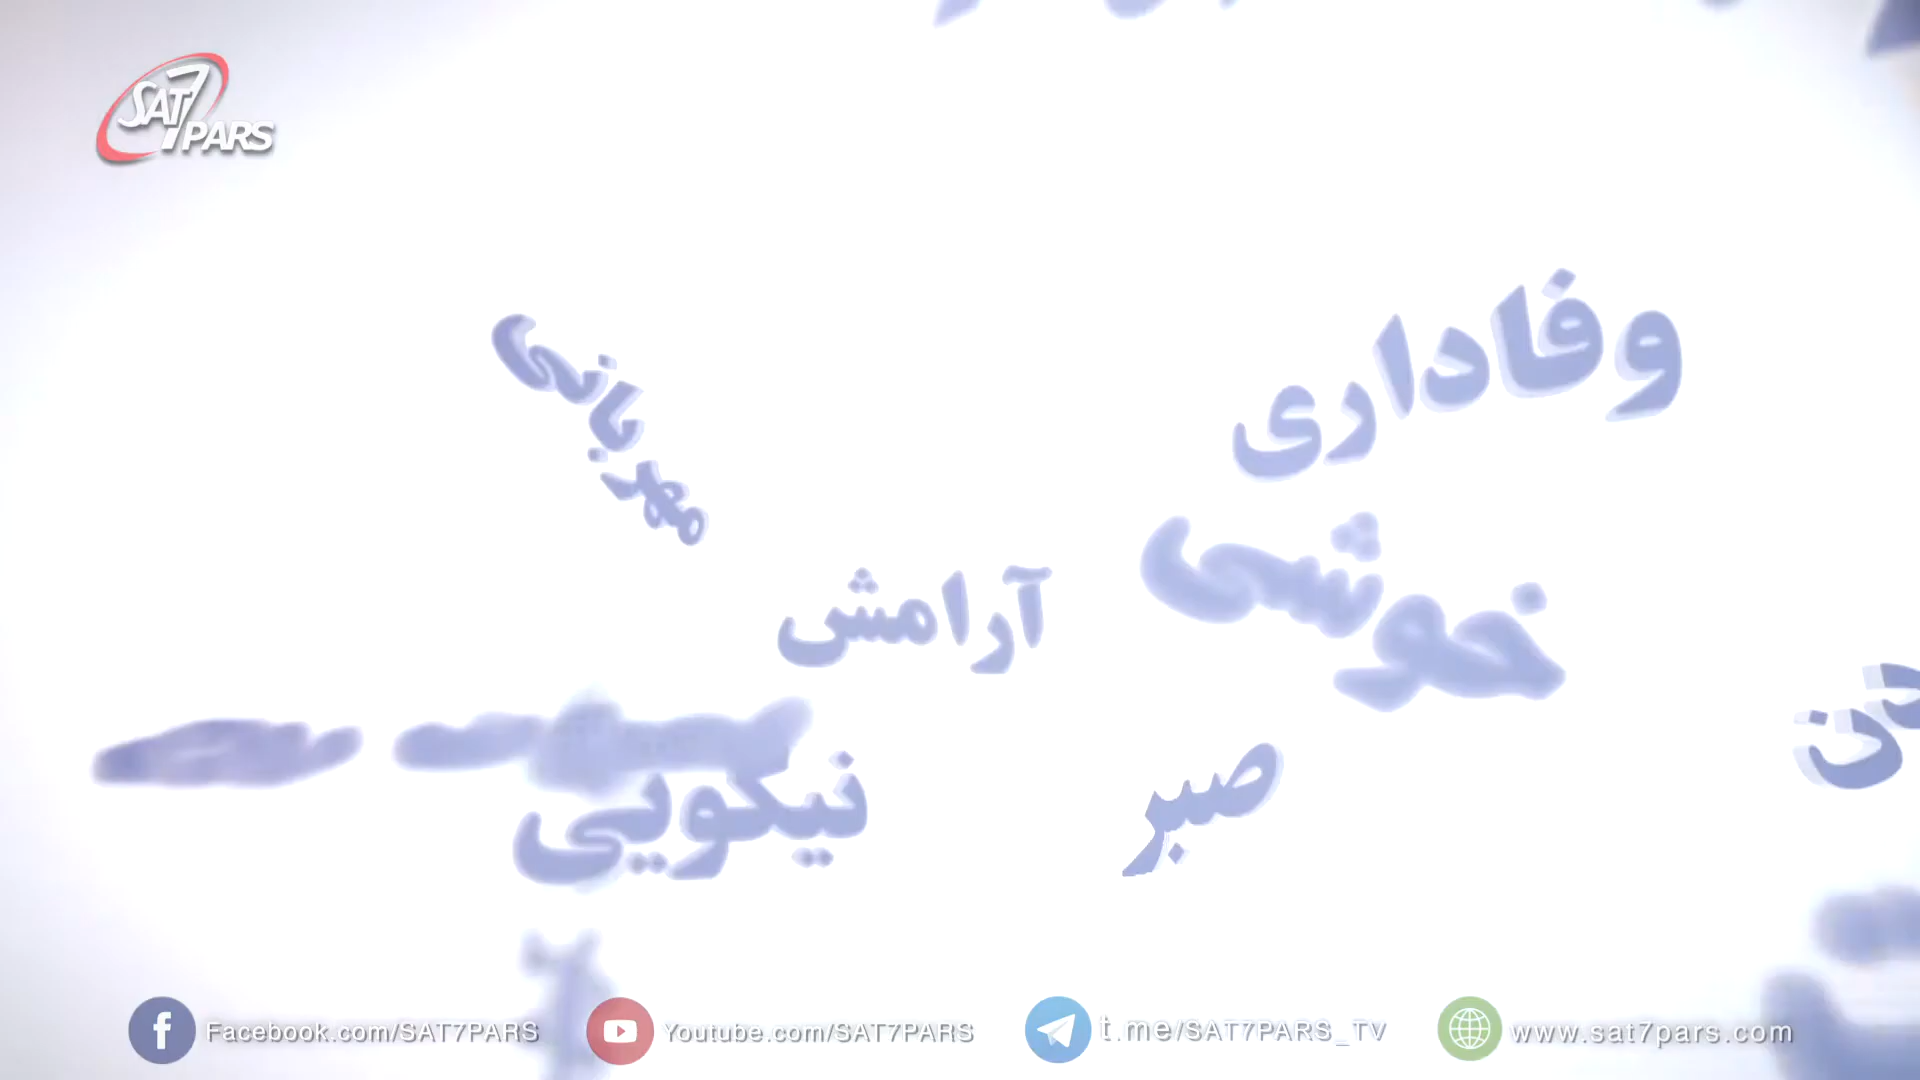 SAT7 PARS
وفاداری
مهربانی
خوشی
آرامش
نیکویی
صبر
Facebook.com/SAT7PARS
Youtube.com/SAT7PARS
t.me/SAT7PARS_TV
www.sat7pars.com